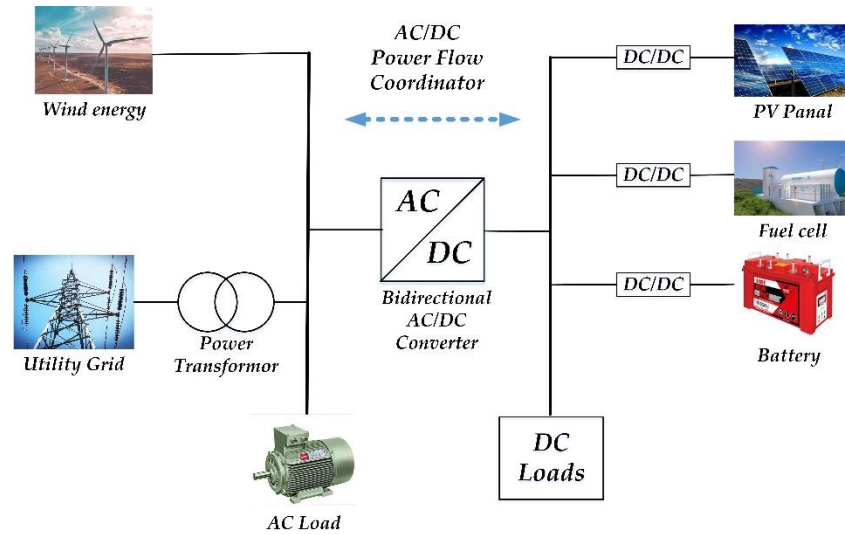 AC/DC
Power Flow
Coordinator
Wind energy
DC/DC
PV Panal
DC/DC
Fuel cell
AC
DC
Bidirectional
AC/DC
Converter
DC/DC
Battery
Utility Grid
Power
Transformor
AC Load
DC
Loads